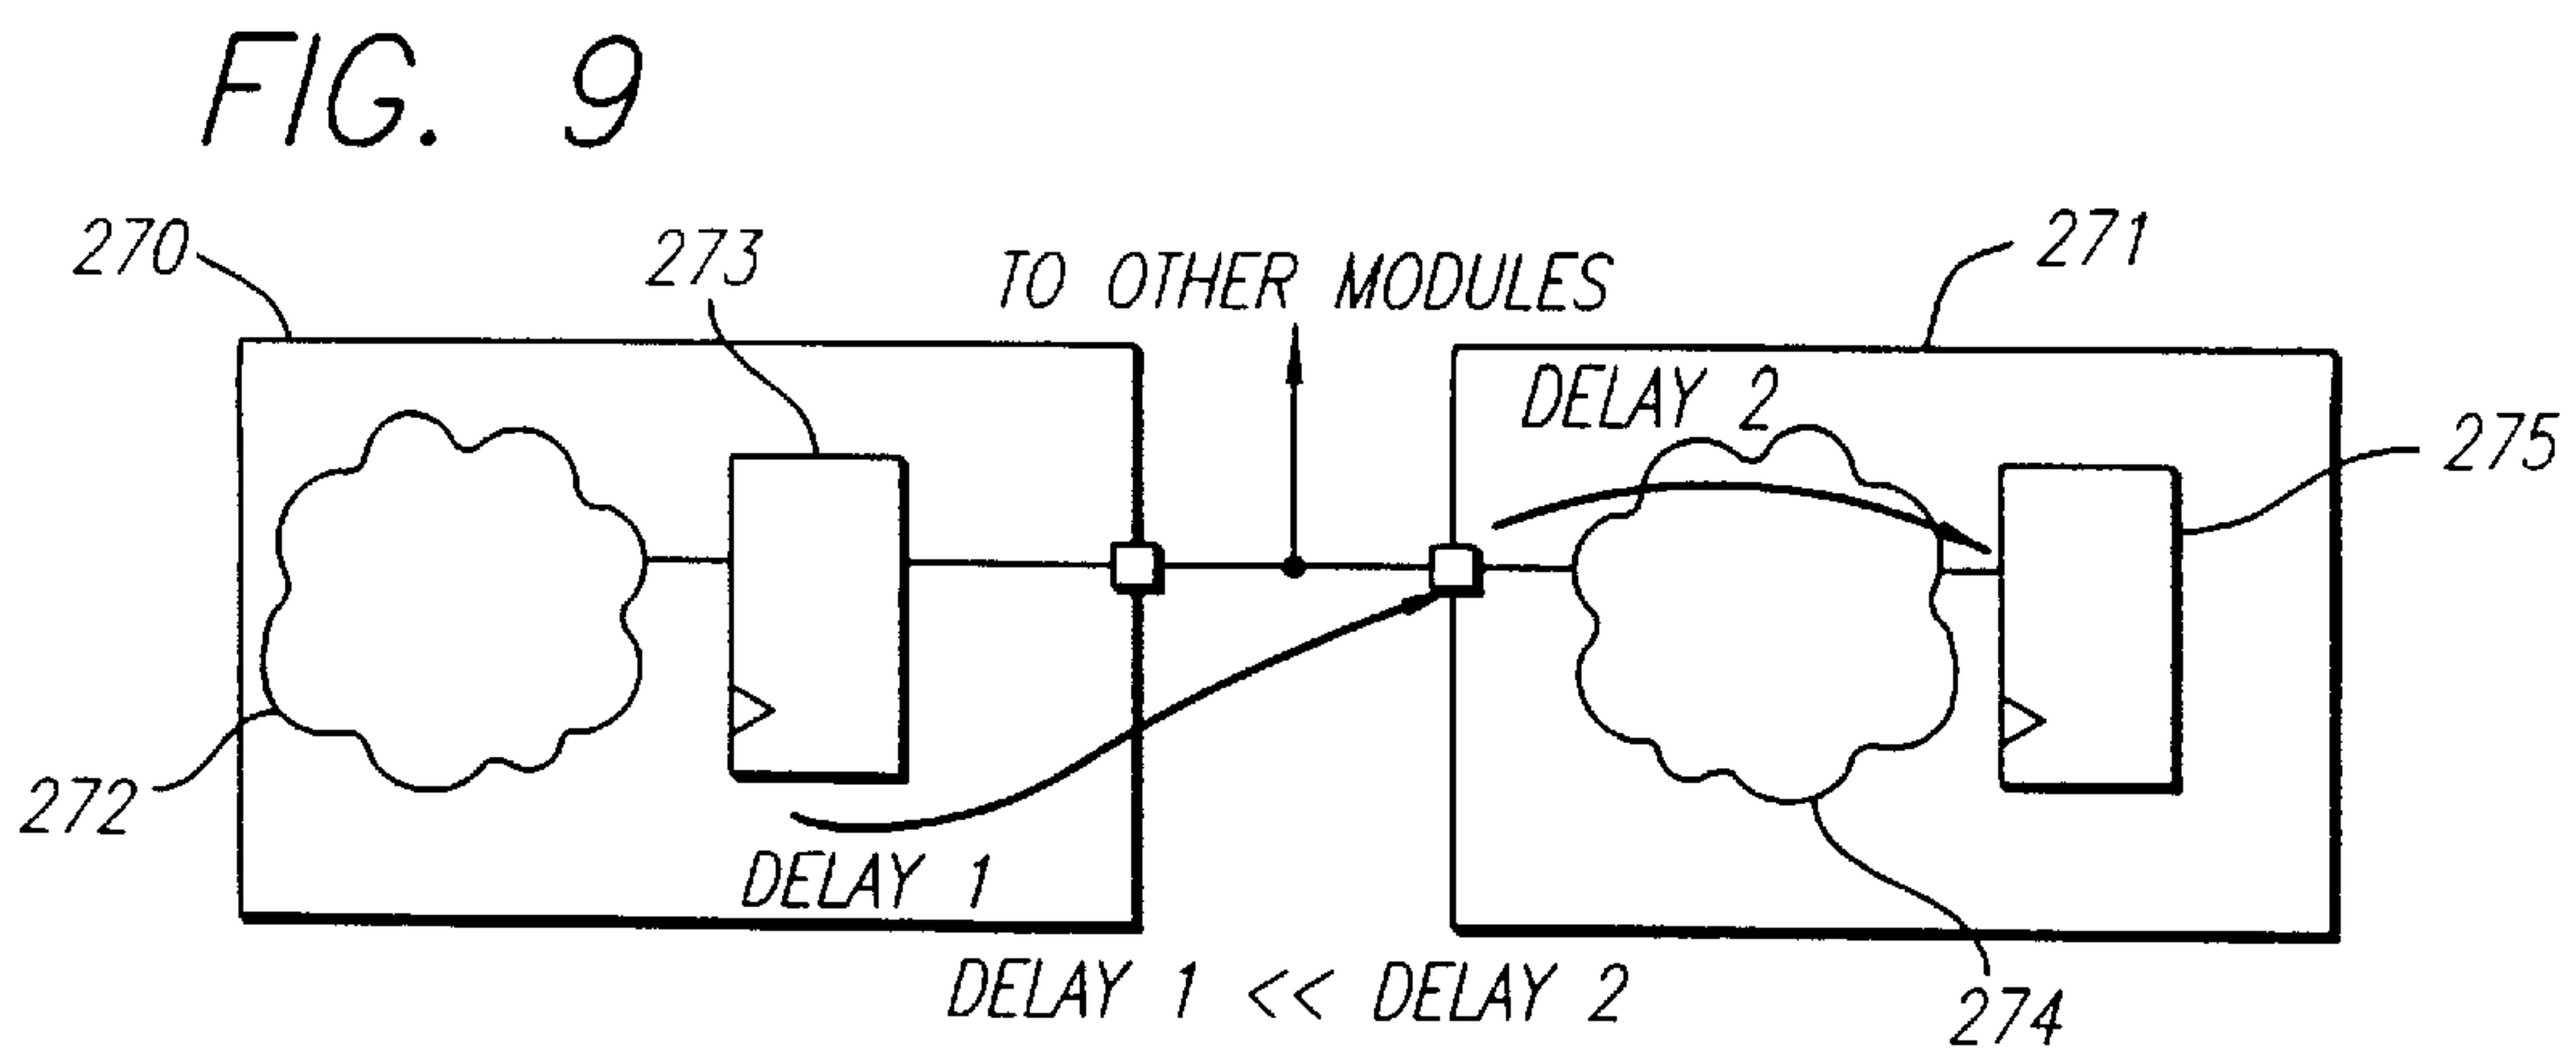 FIG. 9
270
273
TO OTHER MODULES
271
DELAY 2
275
272
DELAY 1
DELAY 1 << DELAY 2
274